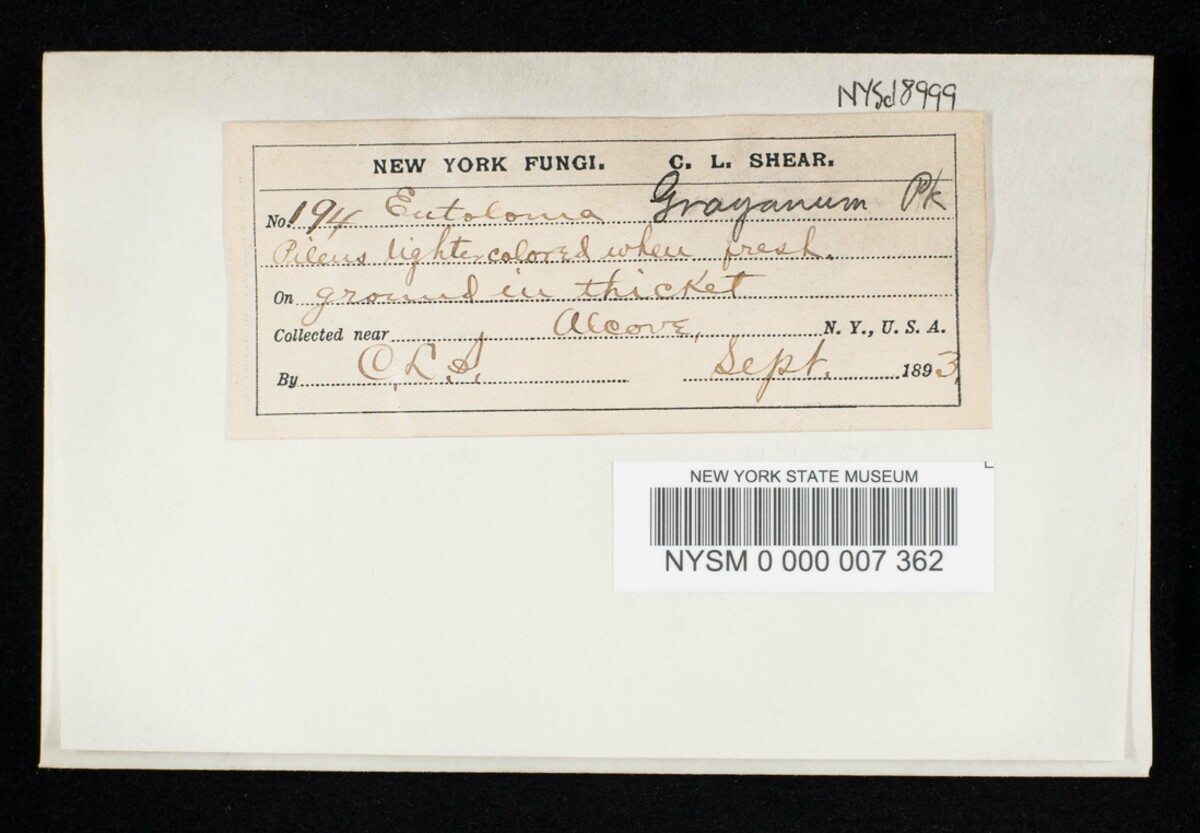 NYSd8999
NEW YORK FUNGI. C. L. SHEAR.
No. 194 Entoloma Grayanum Pk
Pileus lighter colored when fresh.
On ground in thicket
Collected near Alcove, N. Y., U. S. A.
By C. L. S. Sept. 1893.
NEW YORK STATE MUSEUM
NYSM 0 000 007 362